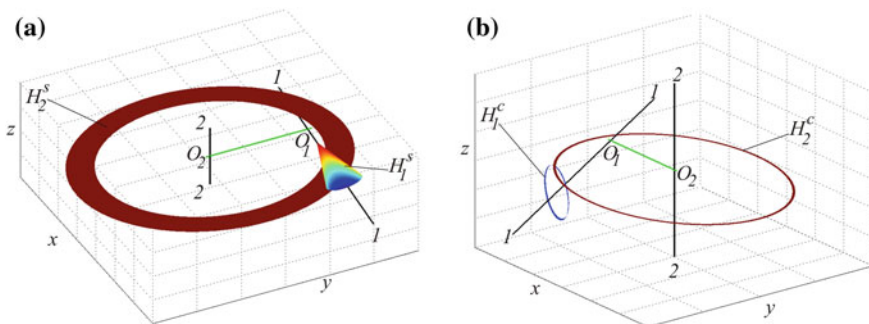 (a)
1
H₂ˢ
2
z
O₂
O₁
2
H₁ˢ
x
1
y
(b)
2
1
H₁ᶜ
H₂ᶜ
z
O₁
O₂
1
2
x
y